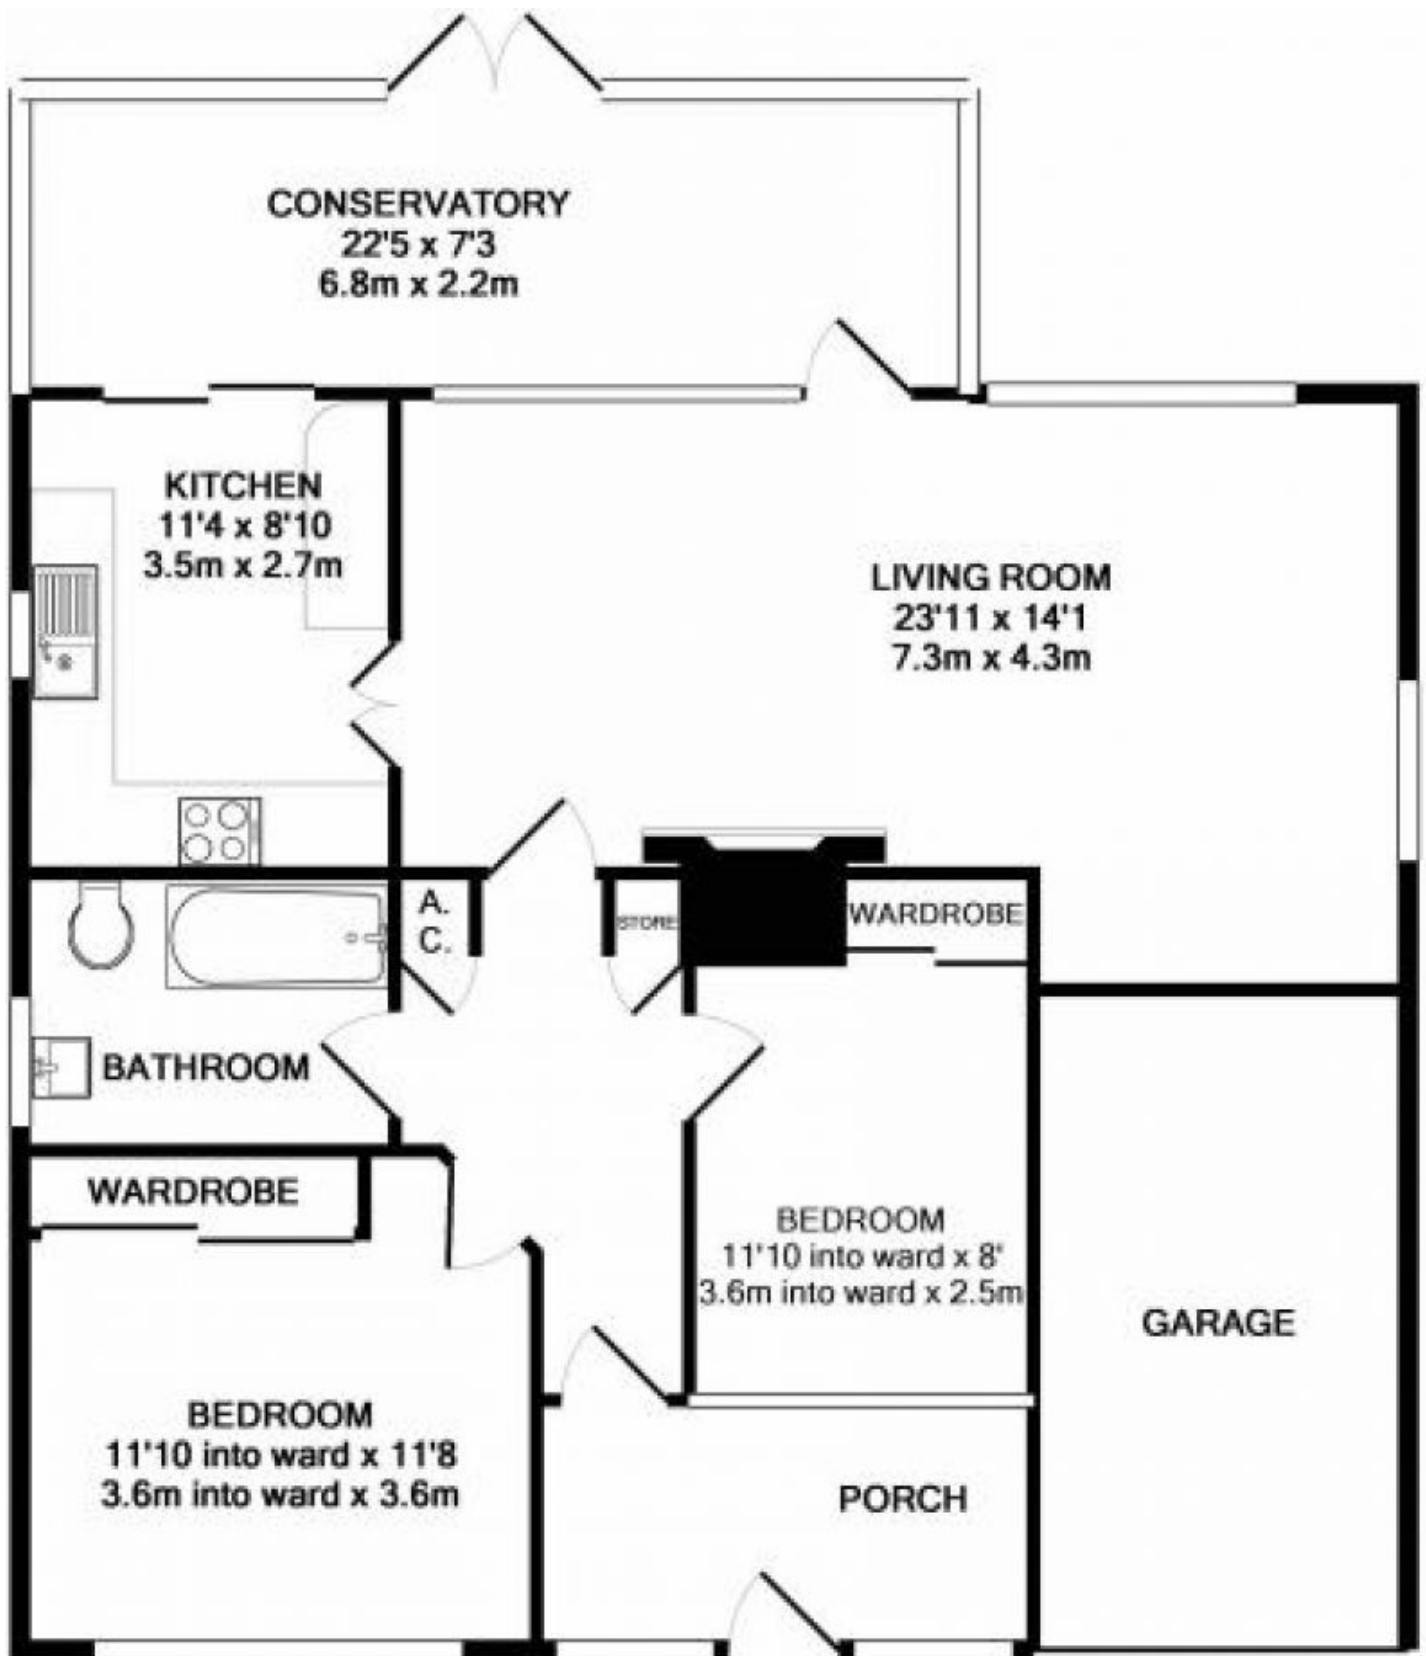 CONSERVATORY
22'5 x 7'3
6.8m x 2.2m
KITCHEN
11'4 x 8'10
3.5m x 2.7m
LIVING ROOM
23'11 x 14'1
7.3m x 4.3m
A.
C.
STORE
WARDROBE
BATHROOM
WARDROBE
BEDROOM
11'10 into ward x 8'
3.6m into ward x 2.5m
GARAGE
BEDROOM
11'10 into ward x 11'8
3.6m into ward x 3.6m
PORCH